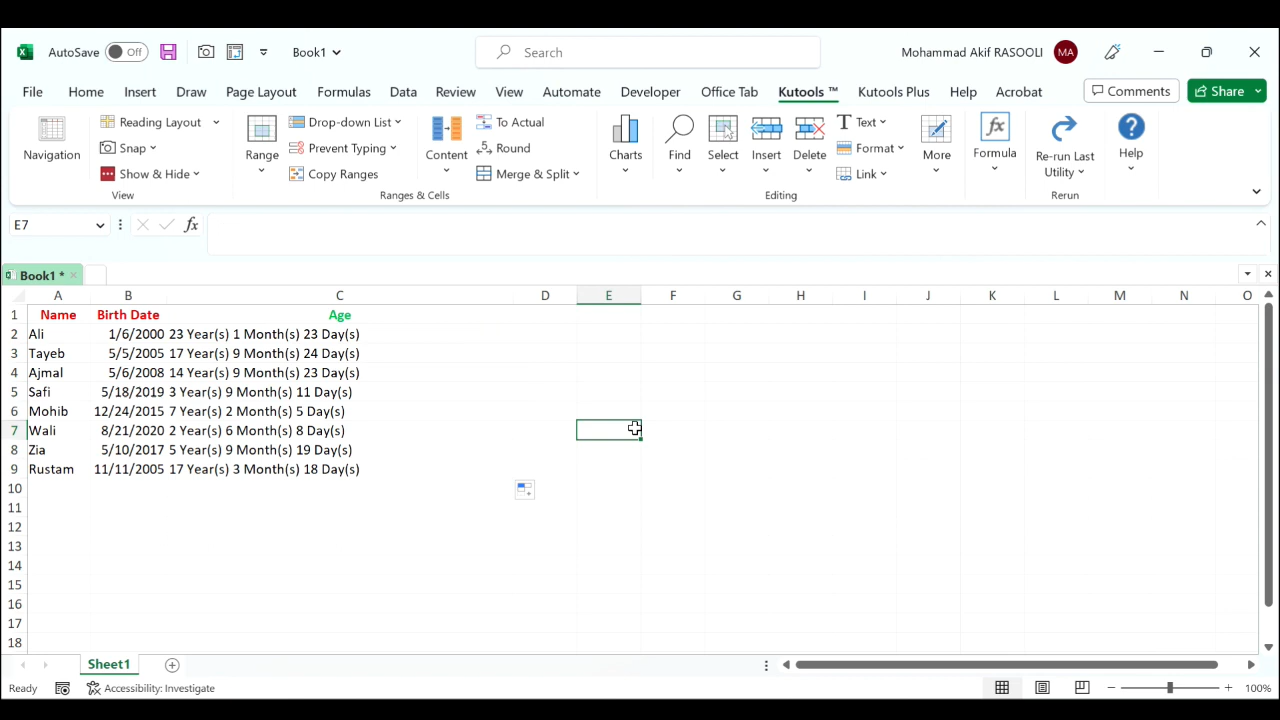 AutoSave Off Book1 Search Mohammad Akif RASOOLI MA
File Home Insert Draw Page Layout Formulas Data Review View Automate Developer Office Tab Kutools ™ Kutools Plus Help Acrobat Comments Share
Navigation Reading Layout Snap Show & Hide View
Range Drop-down List Prevent Typing Copy Ranges Content To Actual Round Merge & Split Ranges & Cells
Charts Find Select Insert Delete Text Format Link More Editing
Formula Re-run Last Utility Rerun Help
E7 fx
Book1 *
A B C D E F G H I J K L M N O
1 Name Birth Date Age
2 Ali 1/6/2000 23 Year(s) 1 Month(s) 23 Day(s)
3 Tayeb 5/5/2005 17 Year(s) 9 Month(s) 24 Day(s)
4 Ajmal 5/6/2008 14 Year(s) 9 Month(s) 23 Day(s)
5 Safi 5/18/2019 3 Year(s) 9 Month(s) 11 Day(s)
6 Mohib 12/24/2015 7 Year(s) 2 Month(s) 5 Day(s)
7 Wali 8/21/2020 2 Year(s) 6 Month(s) 8 Day(s)
8 Zia 5/10/2017 5 Year(s) 9 Month(s) 19 Day(s)
9 Rustam 11/11/2005 17 Year(s) 3 Month(s) 18 Day(s)
10
11
12
13
14
15
16
17
18
Sheet1
Ready Accessibility: Investigate 100%